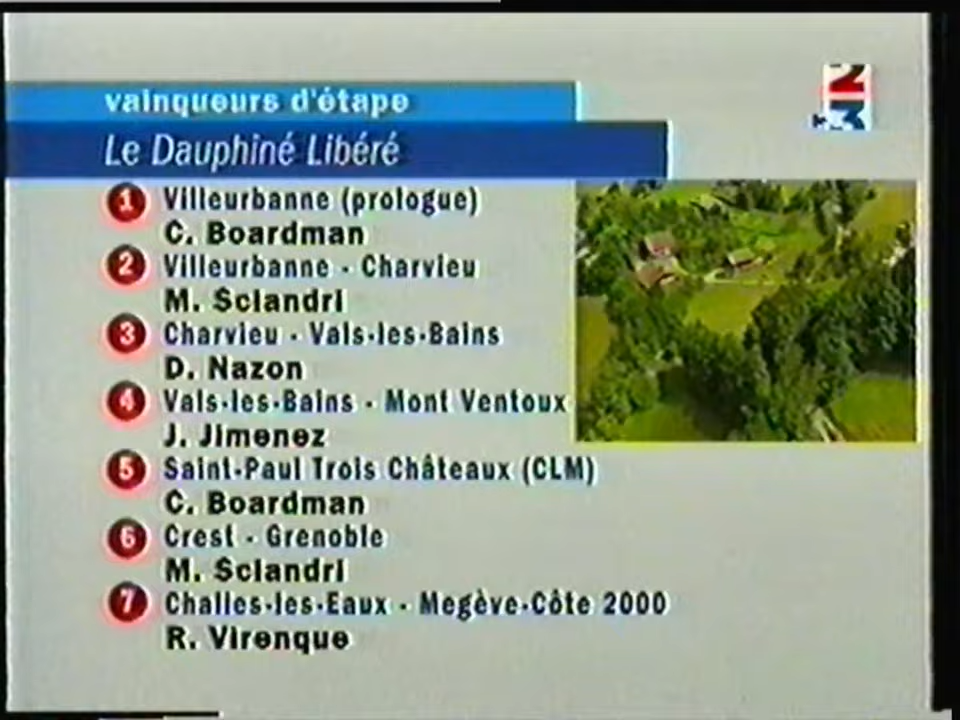 2
3
vainqueurs d'étape
Le Dauphiné Libéré
1 Villeurbanne (prologue)
C. Boardman
2 Villeurbanne - Charvieu
M. Sciandri
3 Charvieu - Vals-les-Bains
D. Nazon
4 Vals-les-Bains - Mont Ventoux
J. Jimenez
5 Saint-Paul Trois Châteaux (CLM)
C. Boardman
6 Crest - Grenoble
M. Sciandri
7 Challes-les-Eaux - Megève-Côte 2000
R. Virenque